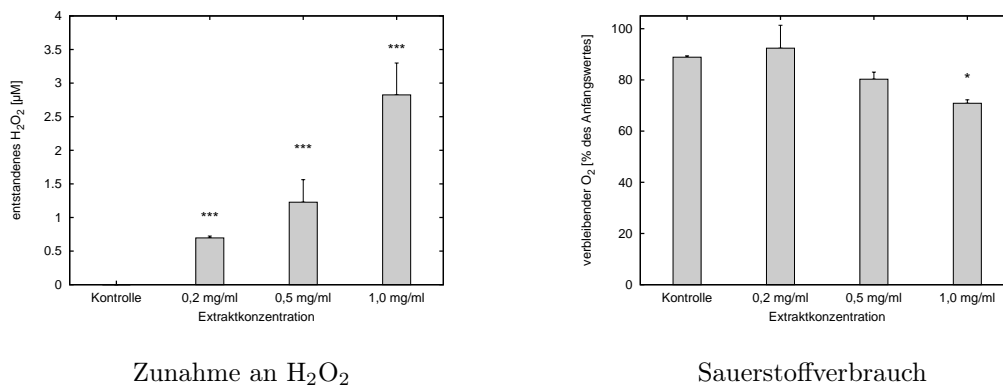 entstandenes H₂O₂ [µM]
4
3.5
3
2.5
2
1.5
1
0.5
0
***
***
***
Kontrolle 0,2 mg/ml 0,5 mg/ml 1,0 mg/ml
Extraktkonzentration
Zunahme an H₂O₂
verbleibender O₂ [% des Anfangswertes]
100
80
60
40
20
0
*
Kontrolle 0,2 mg/ml 0,5 mg/ml 1,0 mg/ml
Extraktkonzentration
Sauerstoffverbrauch